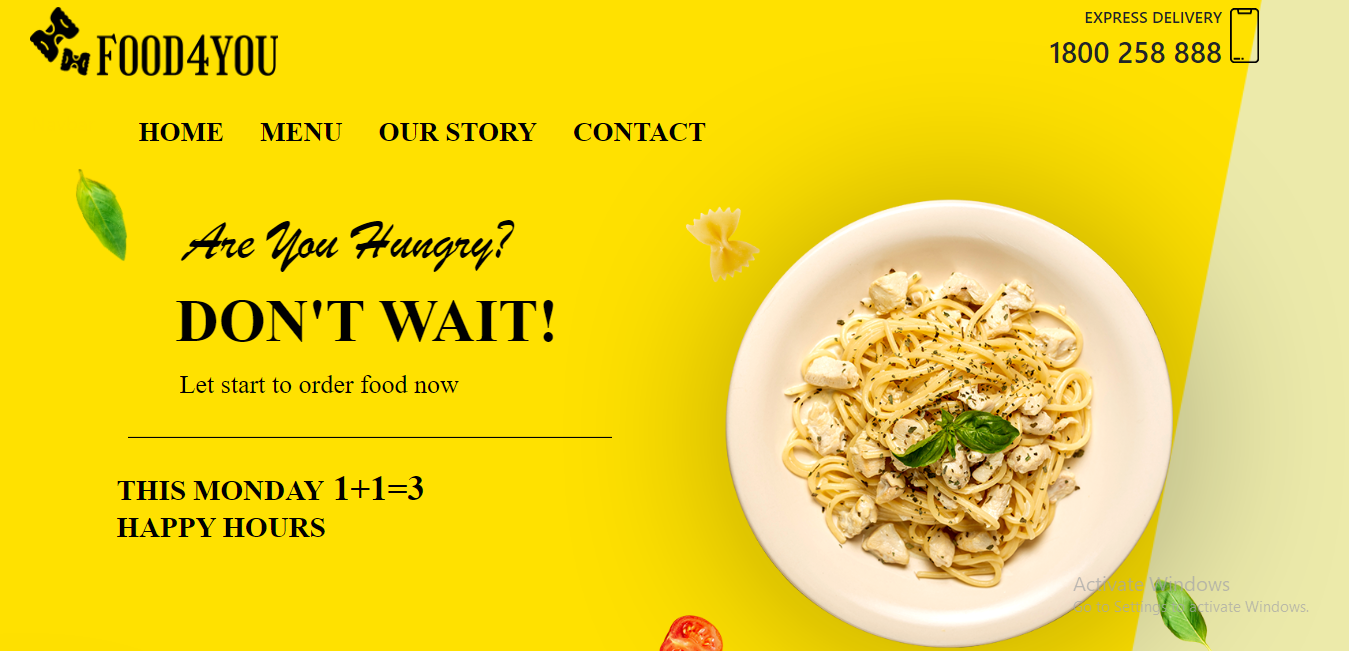 FOOD4YOU
EXPRESS DELIVERY
1800 258 888
HOME MENU OUR STORY CONTACT
Are You Hungry?
DON'T WAIT!
Let start to order food now
THIS MONDAY 1+1=3
HAPPY HOURS
Activate Windows
Go to Settings to activate Windows.